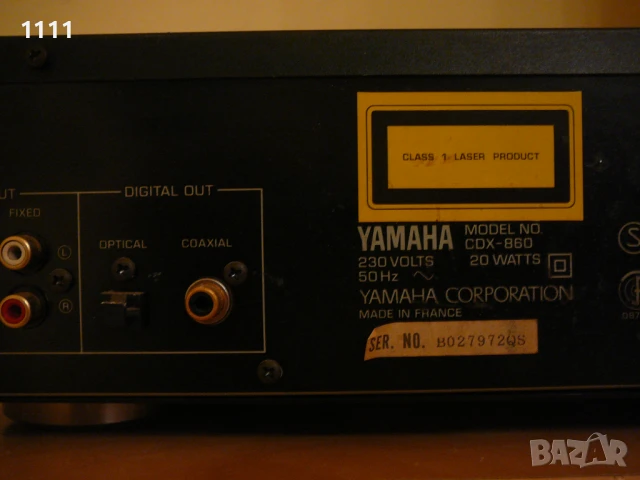 1111
CLASS 1 LASER PRODUCT
DIGITAL OUT
FIXED
L
OPTICAL
COAXIAL
R
YAMAHA MODEL NO. CDX-860
230 VOLTS 20 WATTS
50Hz
YAMAHA CORPORATION
MADE IN FRANCE
SER. NO. B027972QS
BAZAR